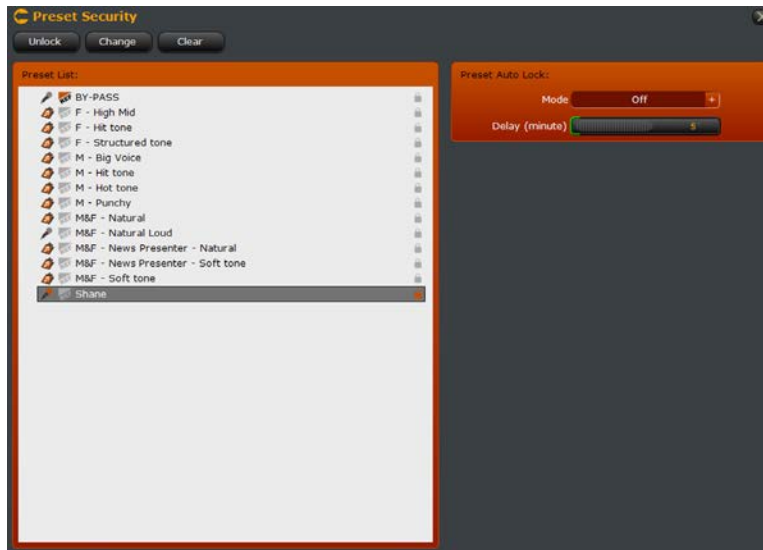 Preset Security
Unlock Change Clear
Preset List:
BY-PASS
F - High Mid
F - Hit tone
F - Structured tone
M - Big Voice
M - Hit tone
M - Hot tone
M - Punchy
M&F - Natural
M&F - Natural Loud
M&F - News Presenter - Natural
M&F - News Presenter - Soft tone
M&F - Soft tone
Shane
Preset Auto Lock:
Mode Off +
Delay (minute) 5